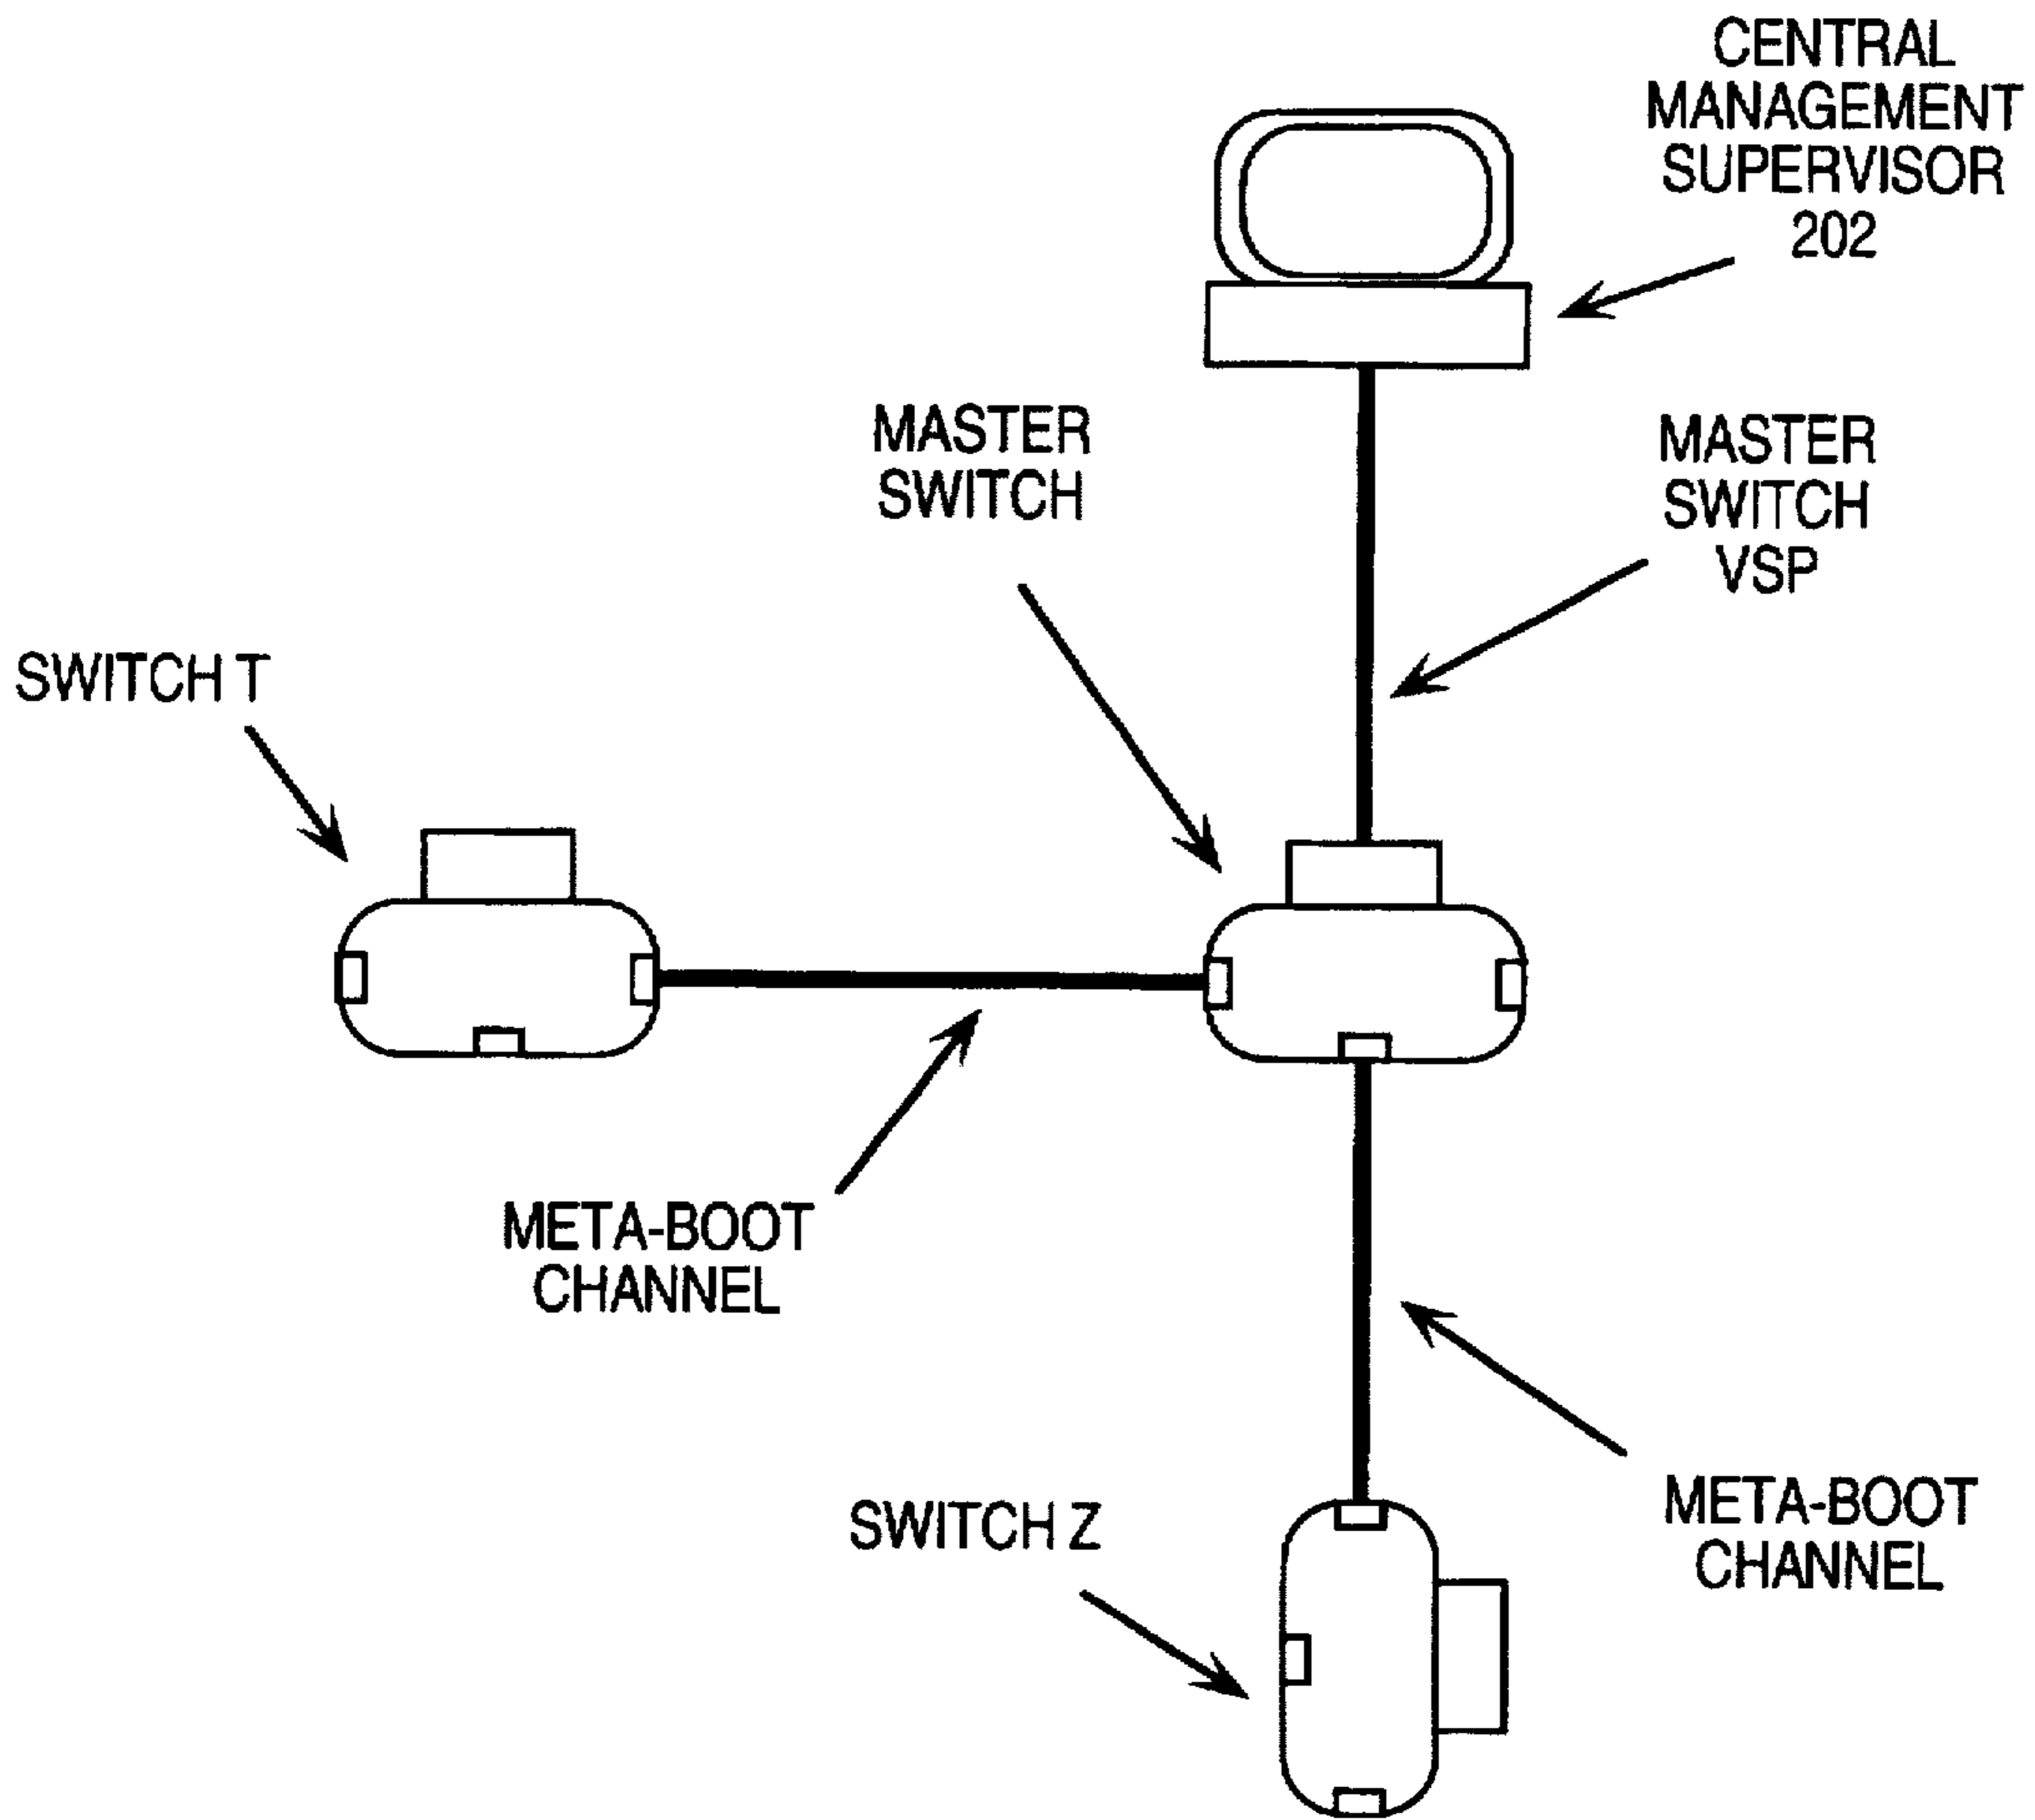 CENTRAL
MANAGEMENT
SUPERVISOR
202
MASTER
SWITCH
MASTER
SWITCH
VSP
SWITCH T
META-BOOT
CHANNEL
SWITCH Z
META-BOOT
CHANNEL